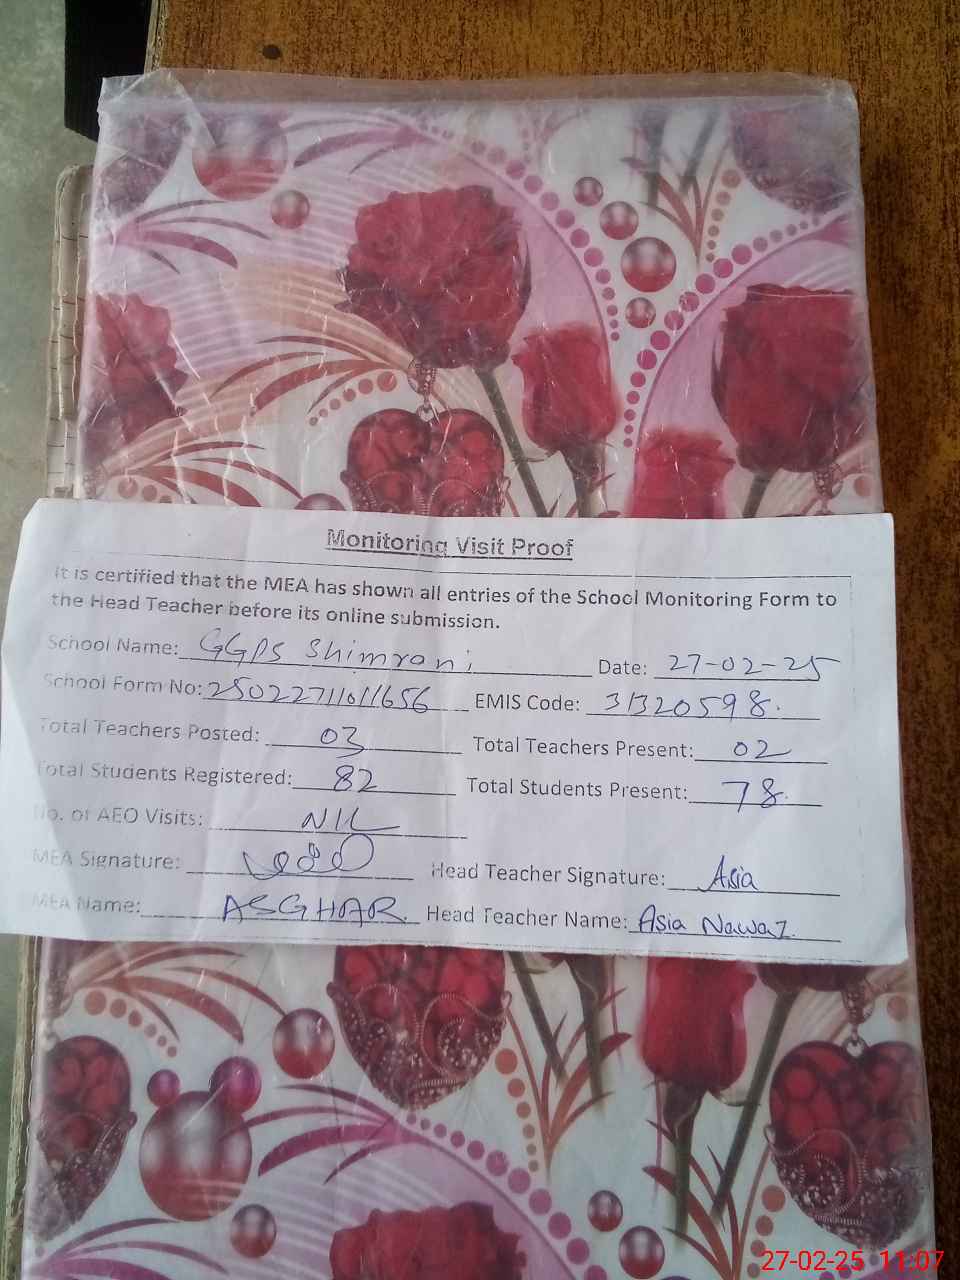 Monitoring Visit Proof
It is certified that the MEA has shown all entries of the School Monitoring Form to
the Head Teacher before its online submission.
School Name: GGPS Shimrani Date: 27-02-25
School Form No: 25022711011656 EMIS Code: 31320598.
Total Teachers Posted: 03 Total Teachers Present: 02
Total Students Registered: 82 Total Students Present: 78.
No. of AEO Visits: NIL
MEA Signature: Head Teacher Signature: Asia
MEA Name: ASGHAR Head Teacher Name: Asia Nawaz
27-02-25 11:07